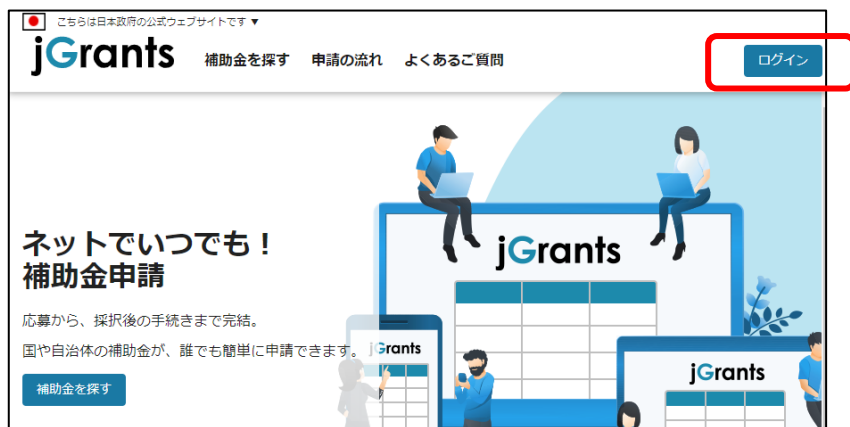 こちらは日本政府の公式ウェブサイトです ▼
jGrants 補助金を探す 申請の流れ よくあるご質問 ログイン
ネットでいつでも！
補助金申請
応募から、採択後の手続きまで完結。
国や自治体の補助金が、誰でも簡単に申請できます。
補助金を探す
jGrants
jGrants
jGrants